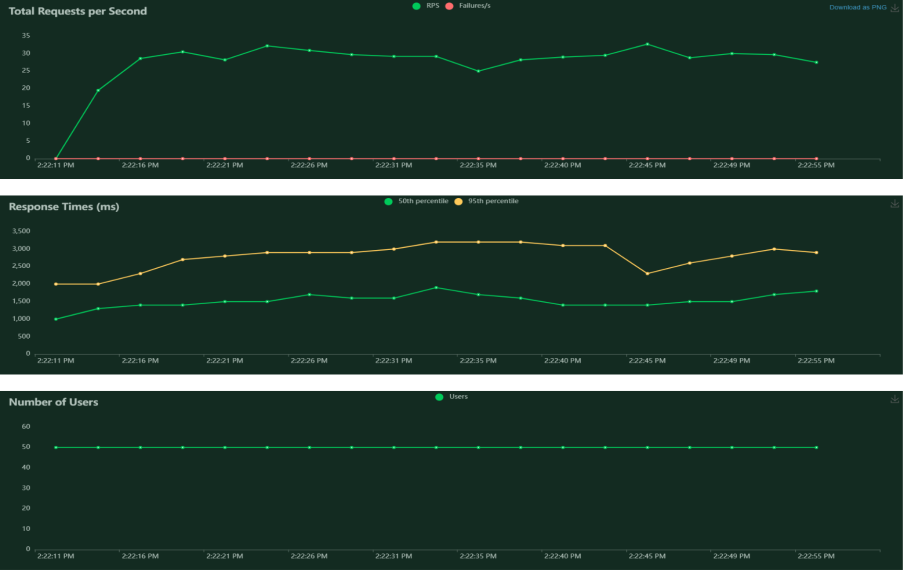 Total Requests per Second
RPS Failures/s
Download as PNG
35
30
25
20
15
10
5
0
2:22:11 PM 2:22:16 PM 2:22:21 PM 2:22:26 PM 2:22:31 PM 2:22:35 PM 2:22:40 PM 2:22:45 PM 2:22:49 PM 2:22:55 PM
Response Times (ms)
50th percentile 95th percentile
3,500
3,000
2,500
2,000
1,500
1,000
500
0
2:22:11 PM 2:22:16 PM 2:22:21 PM 2:22:26 PM 2:22:31 PM 2:22:35 PM 2:22:40 PM 2:22:45 PM 2:22:49 PM 2:22:55 PM
Number of Users
Users
60
50
40
30
20
10
0
2:22:11 PM 2:22:16 PM 2:22:21 PM 2:22:26 PM 2:22:31 PM 2:22:35 PM 2:22:40 PM 2:22:45 PM 2:22:49 PM 2:22:55 PM